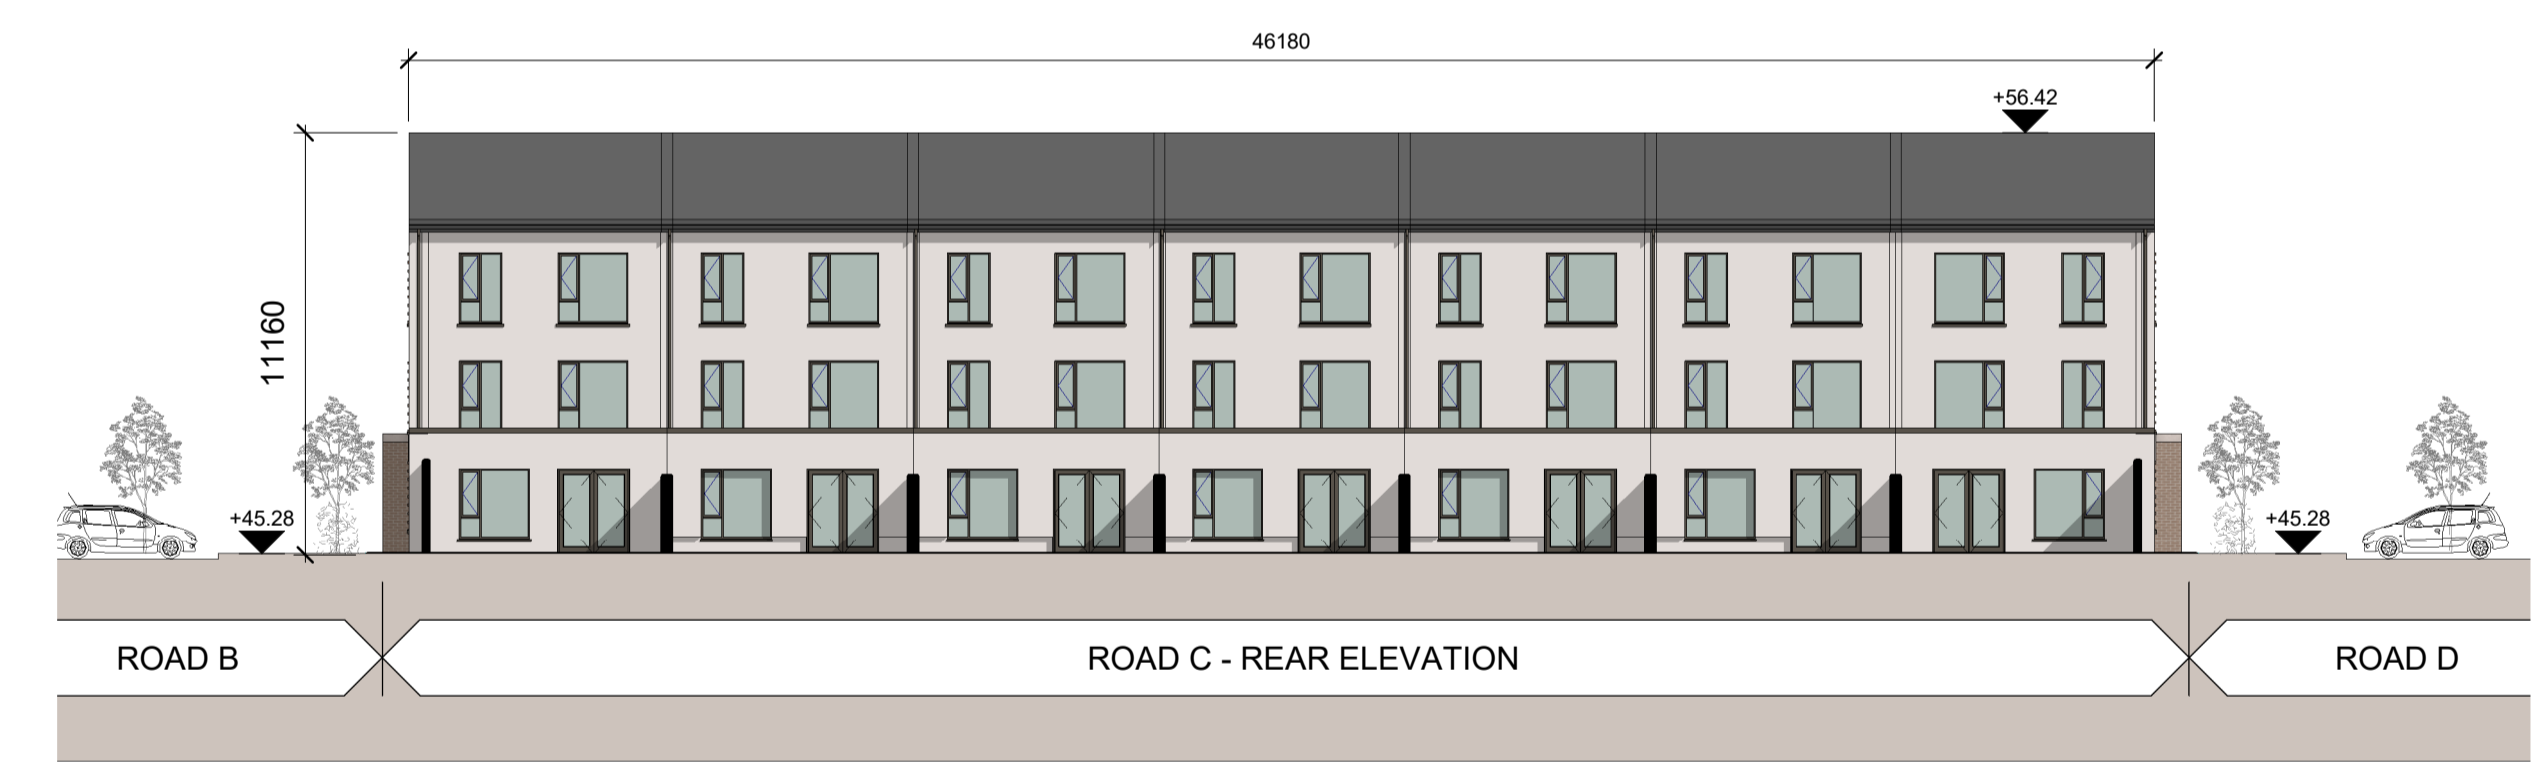 46180
+56.42
11160
+45.28
+45.28
ROAD B
ROAD C - REAR ELEVATION
ROAD D